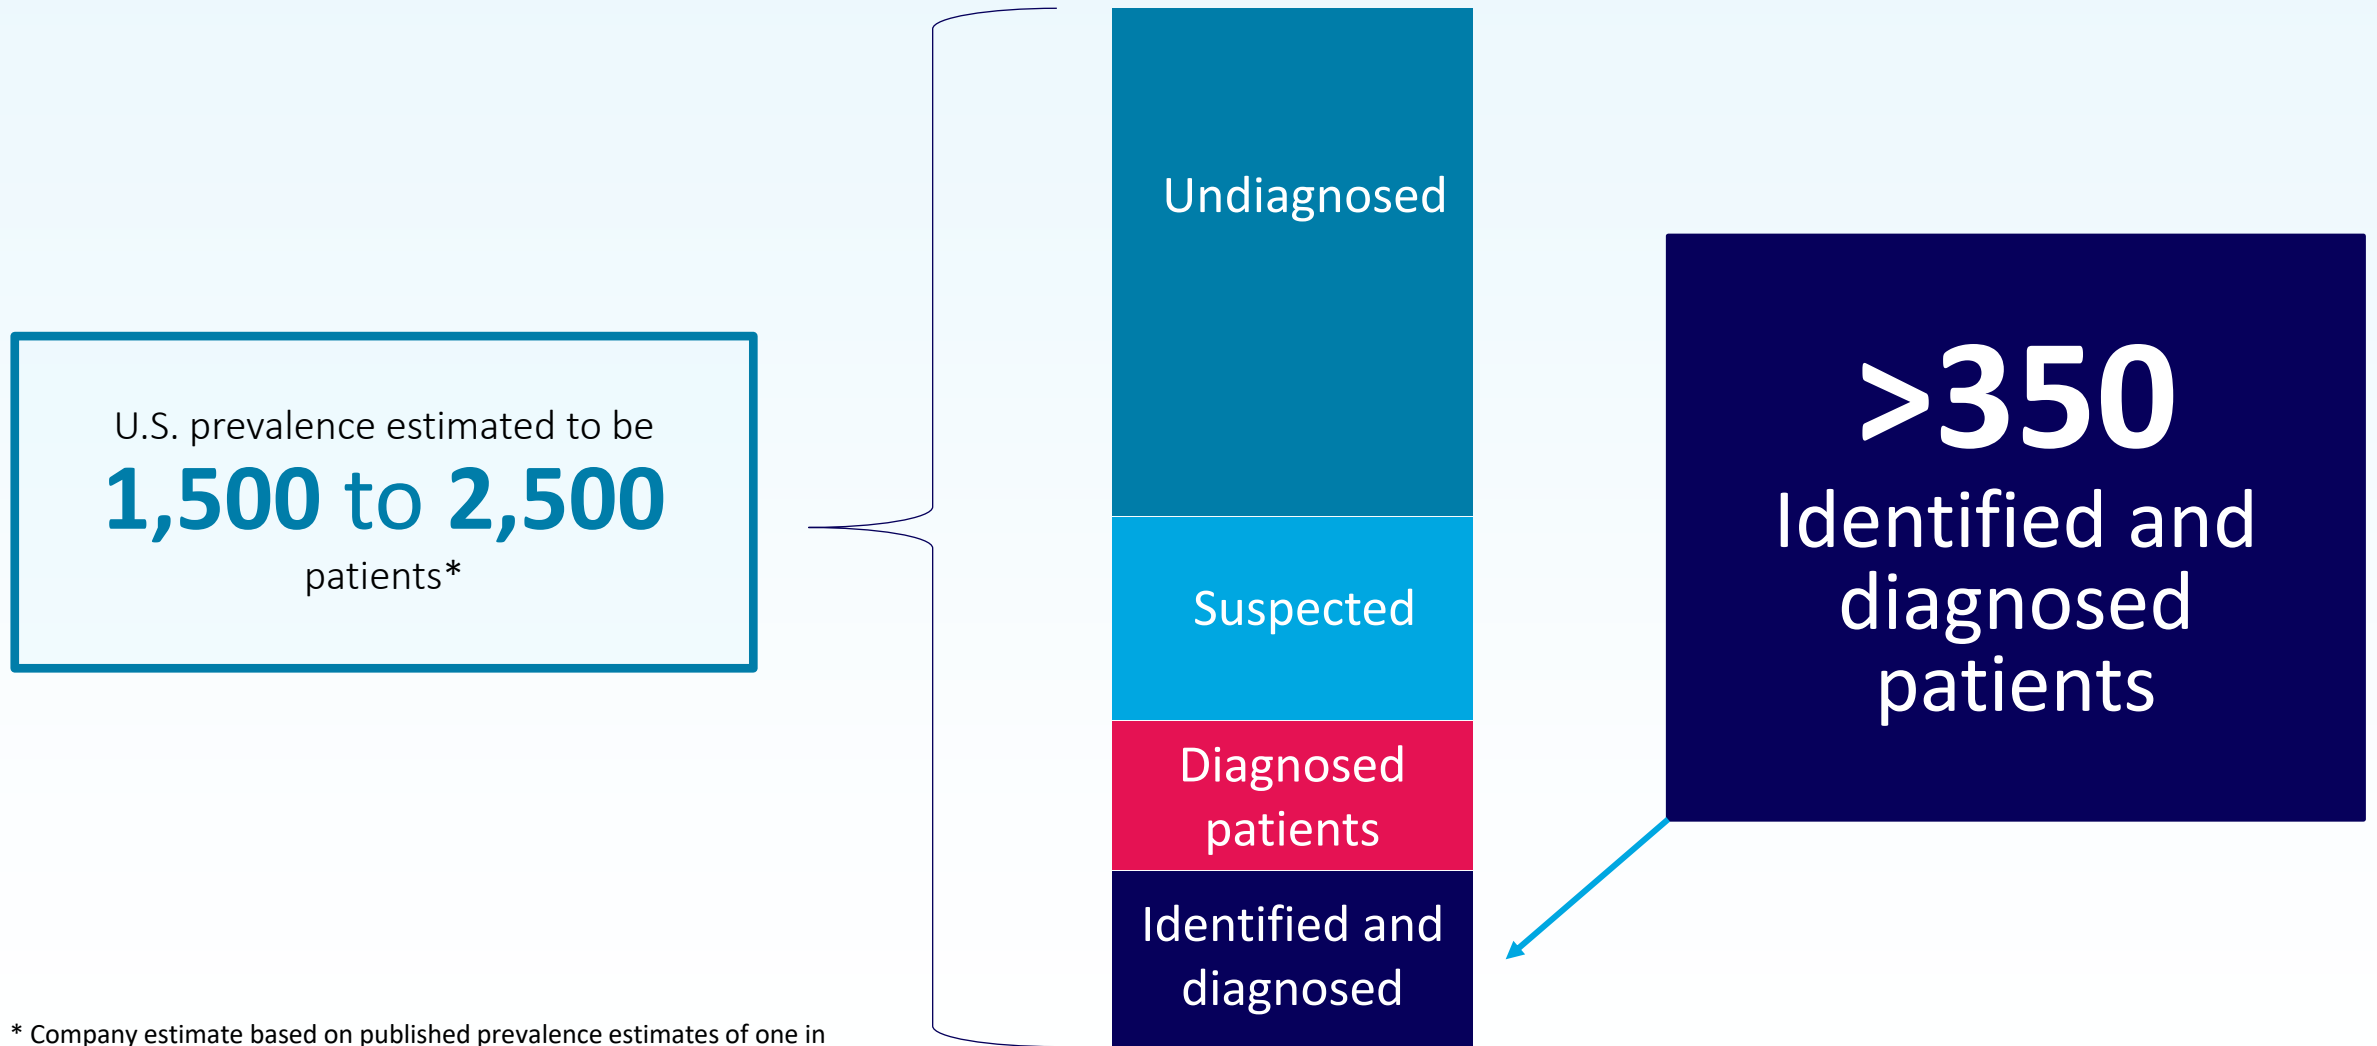 U.S. prevalence estimated to be
1,500 to 2,500
patients*
Undiagnosed
Suspected
Diagnosed
patients
Identified and
diagnosed
>350
Identified and
diagnosed
patients
* Company estimate based on published prevalence estimates of one in